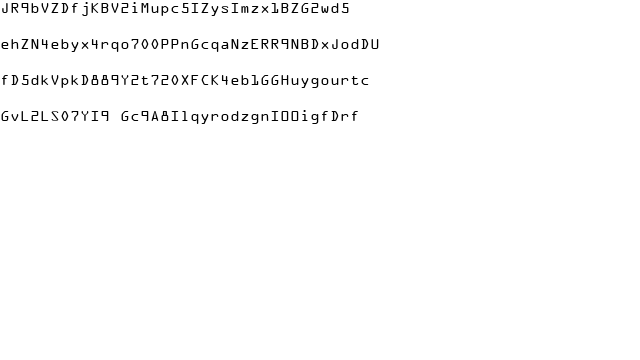 JR9bVZDfjKBV2iMupc5IZysImzx1BZG2wd5
ehZN4ebyx4rqo700PPnGcqaNzERR9NBDxJodDU
fD5dkVpkD889Y2t720XFCK4eb1GGHuygourtc
GvL2LS07YI9 Gc9A8IlqyrodzgnIOOigfDrf